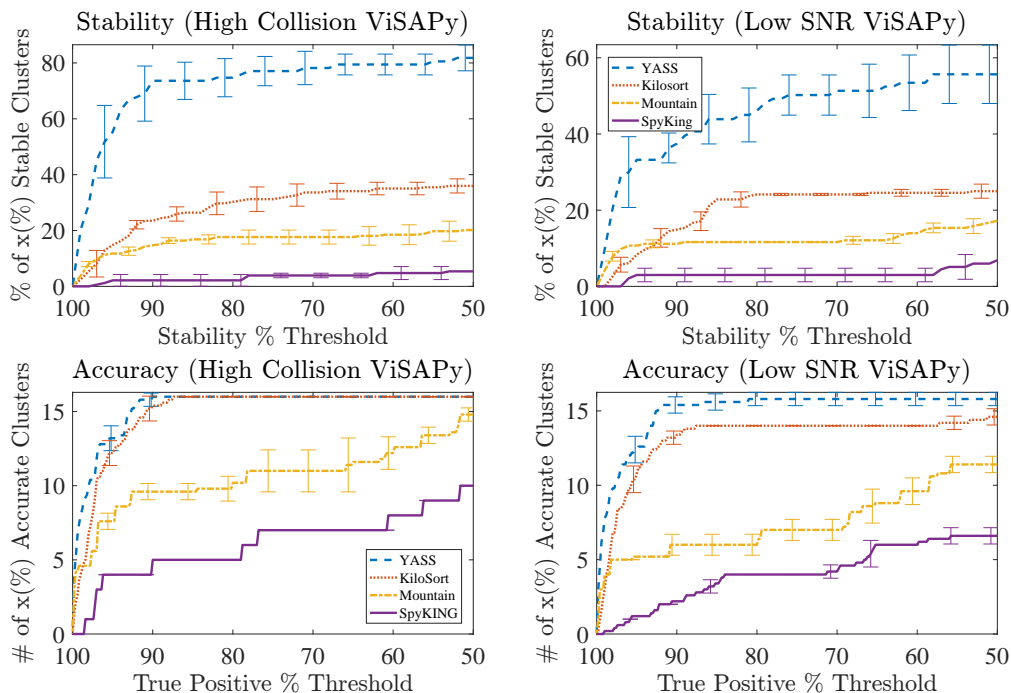 Stability (High Collision ViSAPy)
% of x(%) Stable Clusters
80
60
40
20
0
100 90 80 70 60 50
Stability % Threshold
Stability (Low SNR ViSAPy)
% of x(%) Stable Clusters
60
40
20
0
YASS
Kilosort
Mountain
SpyKing
100 90 80 70 60 50
Stability % Threshold
Accuracy (High Collision ViSAPy)
# of x(%) Accurate Clusters
15
10
5
0
YASS
KiloSort
Mountain
SpyKING
100 90 80 70 60 50
True Positive % Threshold
Accuracy (Low SNR ViSAPy)
# of x(%) Accurate Clusters
15
10
5
0
100 90 80 70 60 50
True Positive % Threshold